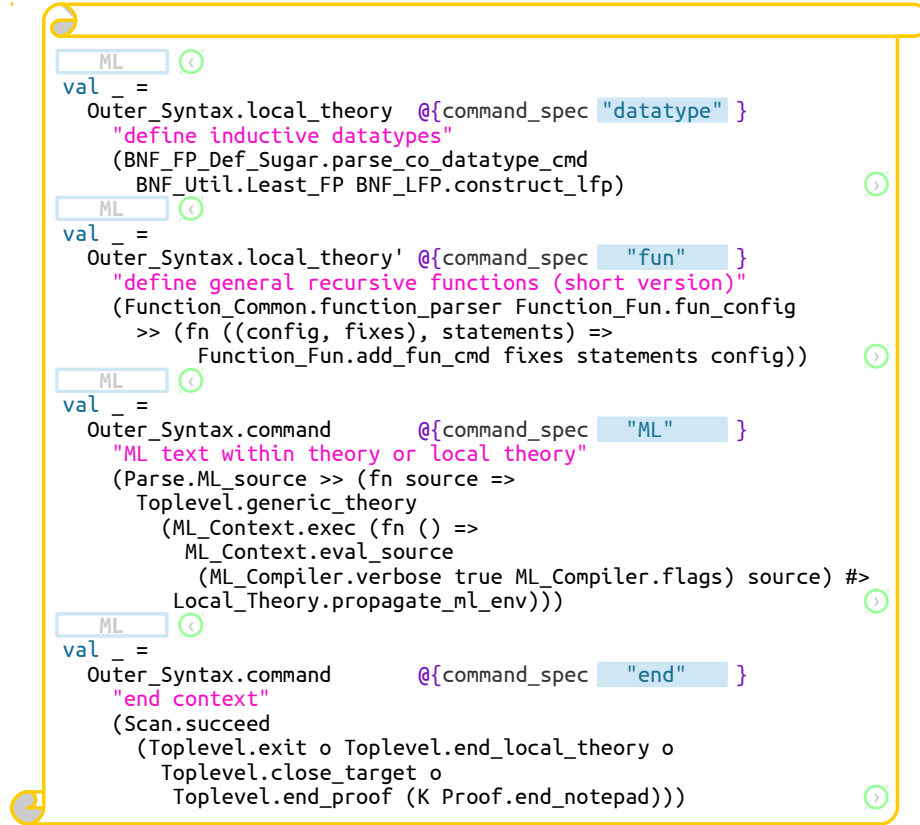 ML ‹
val _ =
  Outer_Syntax.local_theory  @{command_spec "datatype" }
    "define inductive datatypes"
    (BNF_FP_Def_Sugar.parse_co_datatype_cmd
      BNF_Util.Least_FP BNF_LFP.construct_lfp) ›
ML ‹
val _ =
  Outer_Syntax.local_theory' @{command_spec "fun" }
    "define general recursive functions (short version)"
    (Function_Common.function_parser Function_Fun.fun_config
      >> (fn ((config, fixes), statements) =>
           Function_Fun.add_fun_cmd fixes statements config)) ›
ML ‹
val _ =
  Outer_Syntax.command       @{command_spec "ML" }
    "ML text within theory or local theory"
    (Parse.ML_source >> (fn source =>
      Toplevel.generic_theory
        (ML_Context.exec (fn () =>
          ML_Context.eval_source
           (ML_Compiler.verbose true ML_Compiler.flags) source) #>
         Local_Theory.propagate_ml_env))) ›
ML ‹
val _ =
  Outer_Syntax.command       @{command_spec "end" }
    "end context"
    (Scan.succeed
      (Toplevel.exit o Toplevel.end_local_theory o
        Toplevel.close_target o
         Toplevel.end_proof (K Proof.end_notepad))) ›